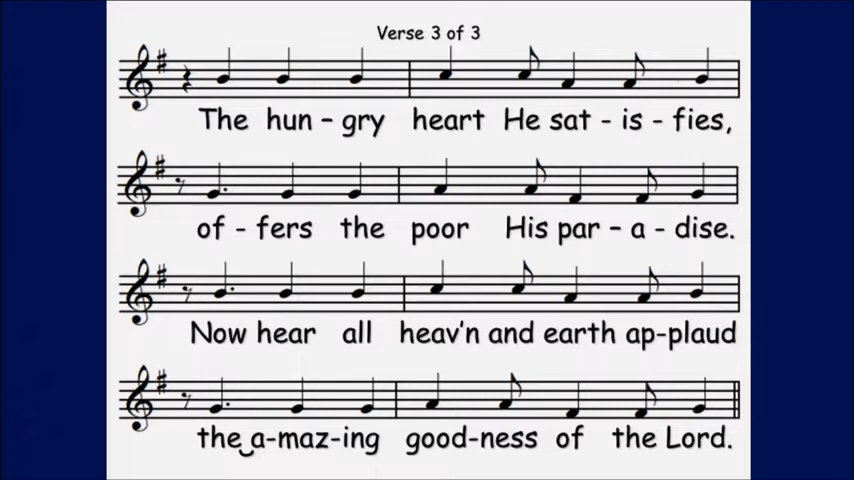 Verse 3 of 3
The hun - gry heart He sat - is - fies,
of - fers the poor His par - a - dise.
Now hear all heav'n and earth ap-plaud
the a-maz-ing good-ness of the Lord.